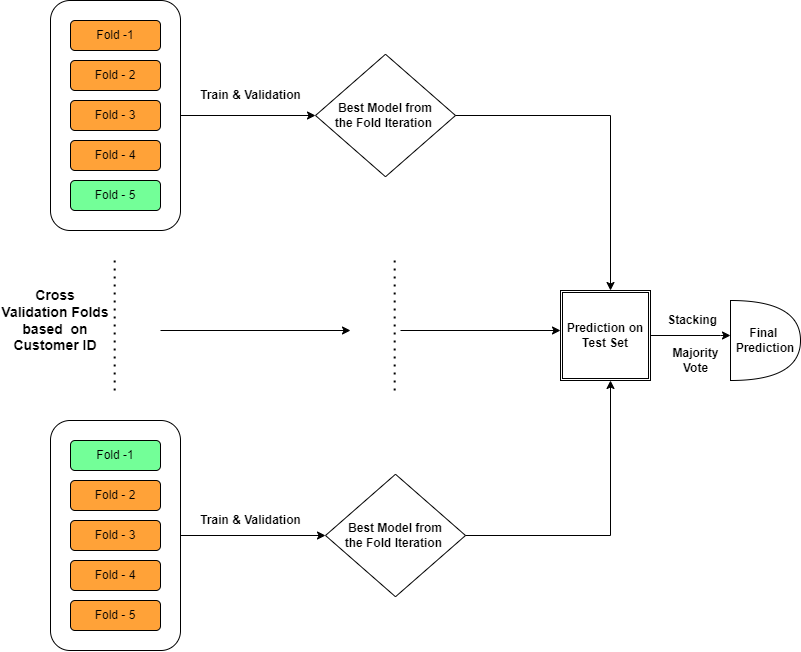 Fold -1
Fold - 2
Fold - 3
Fold - 4
Fold - 5
Train & Validation
Best Model from
the Fold Iteration
Cross
Validation Folds
based on
Customer ID
Prediction on
Test Set
Stacking
Majority
Vote
Final
Prediction
Fold -1
Fold - 2
Fold - 3
Fold - 4
Fold - 5
Train & Validation
Best Model from
the Fold Iteration